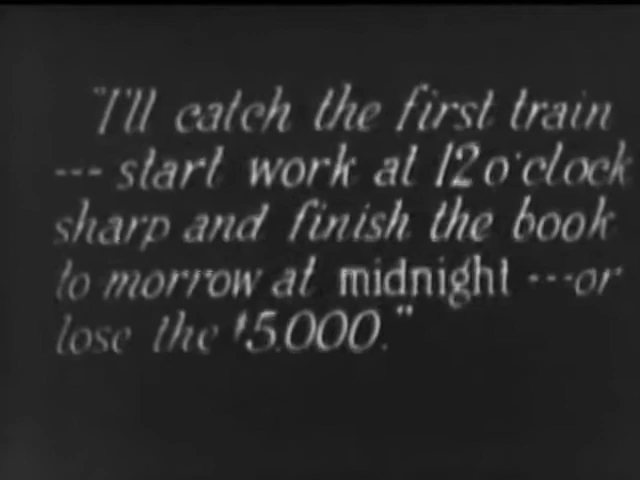 "I'll catch the first train
--- start work at 12 o'clock
sharp and finish the book
to morrow at midnight ---or
lose the $5.000."